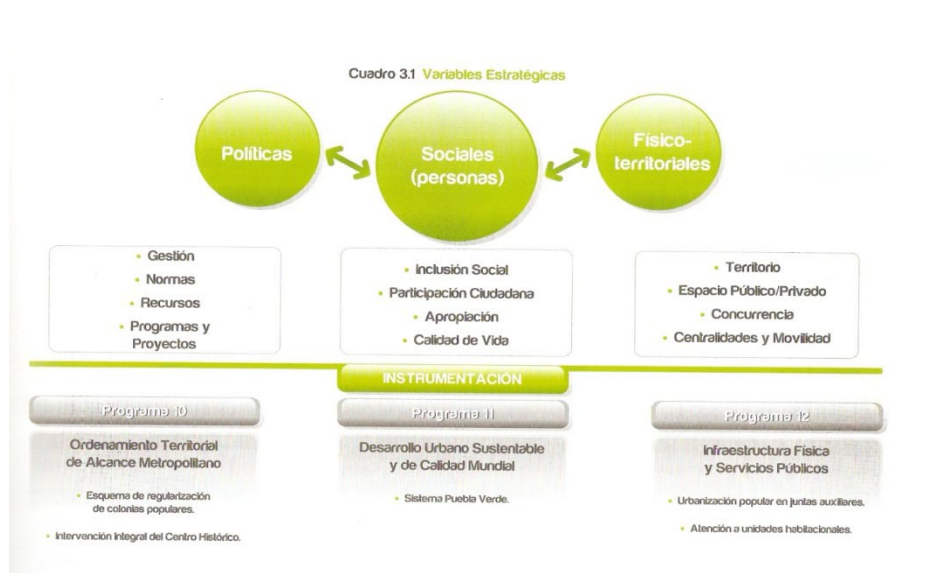 Cuadro 3.1 Variables Estratégicas
Políticas
Sociales
(personas)
Físico-
territoriales
• Gestión
• Normas
• Recursos
• Programas y
Proyectos
• Inclusión Social
• Participación Ciudadana
• Apropiación
• Calidad de Vida
• Territorio
• Espacio Público/Privado
• Concurrencia
• Centralidades y Movilidad
INSTRUMENTACIÓN
Programa 10
Ordenamiento Territorial
de Alcance Metropolitano
• Esquema de regularización
de colonias populares.
• Intervención Integral del Centro Histórico.
Programa 11
Desarrollo Urbano Sustentable
y de Calidad Mundial
• Sistema Puebla Verde.
Programa 12
Infraestructura Física
y Servicios Públicos
• Urbanización popular en juntas auxiliares.
• Atención a unidades habitacionales.